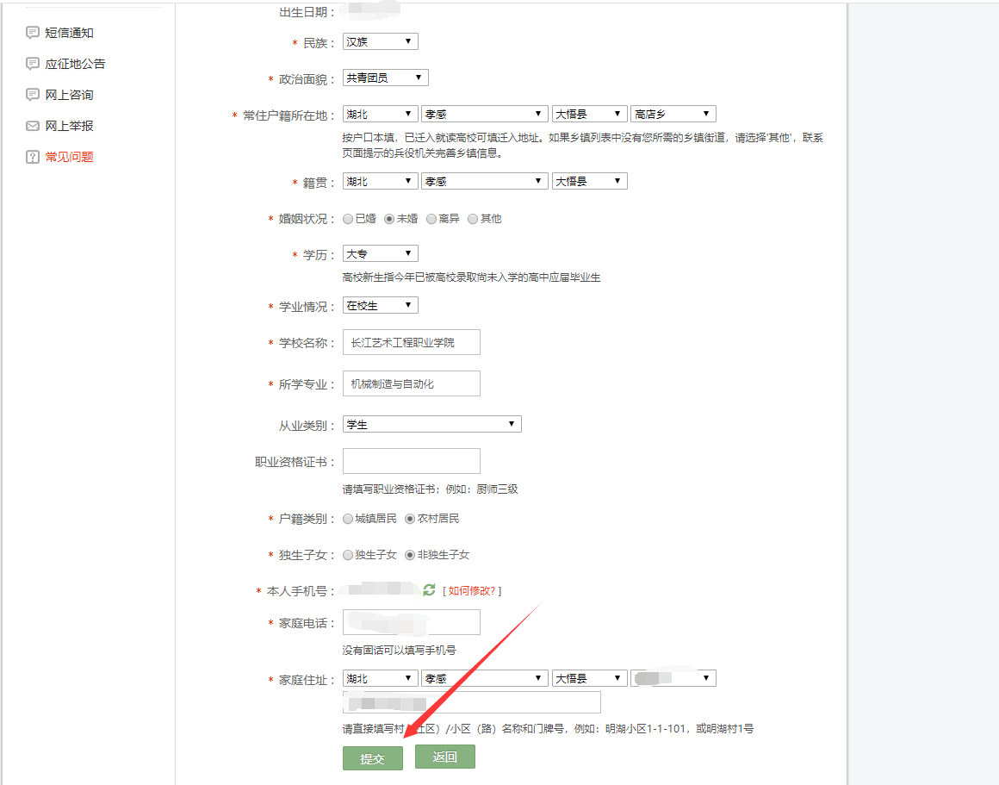 短信通知
应征地公告
网上咨询
网上举报
常见问题
出生日期：
* 民族： 汉族
* 政治面貌： 共青团员
* 常住户籍所在地： 湖北 孝感 大悟县 高店乡
按户口本填，已迁入就读高校可填迁入地址。如果乡镇列表中没有您所需的乡镇街道，请选择'其他'，联系
页面提示的兵役机关完善乡镇信息。
* 籍贯： 湖北 孝感 大悟县
* 婚姻状况： 已婚 未婚 离异 其他
* 学历： 大专
高校新生指今年已被高校录取尚未入学的高中应届毕业生
* 学业情况： 在校生
* 学校名称： 长江艺术工程职业学院
* 所学专业： 机械制造与自动化
从业类别： 学生
职业资格证书：
请填写职业资格证书；例如：厨师三级
* 户籍类别： 城镇居民 农村居民
* 独生子女： 独生子女 非独生子女
* 本人手机号： [ 如何修改? ]
* 家庭电话：
没有固话可以填写手机号
* 家庭住址： 湖北 孝感 大悟县
请直接填写村（社区）/小区（路）名称和门牌号，例如：明湖小区1-1-101，或明湖村1号
提交 返回